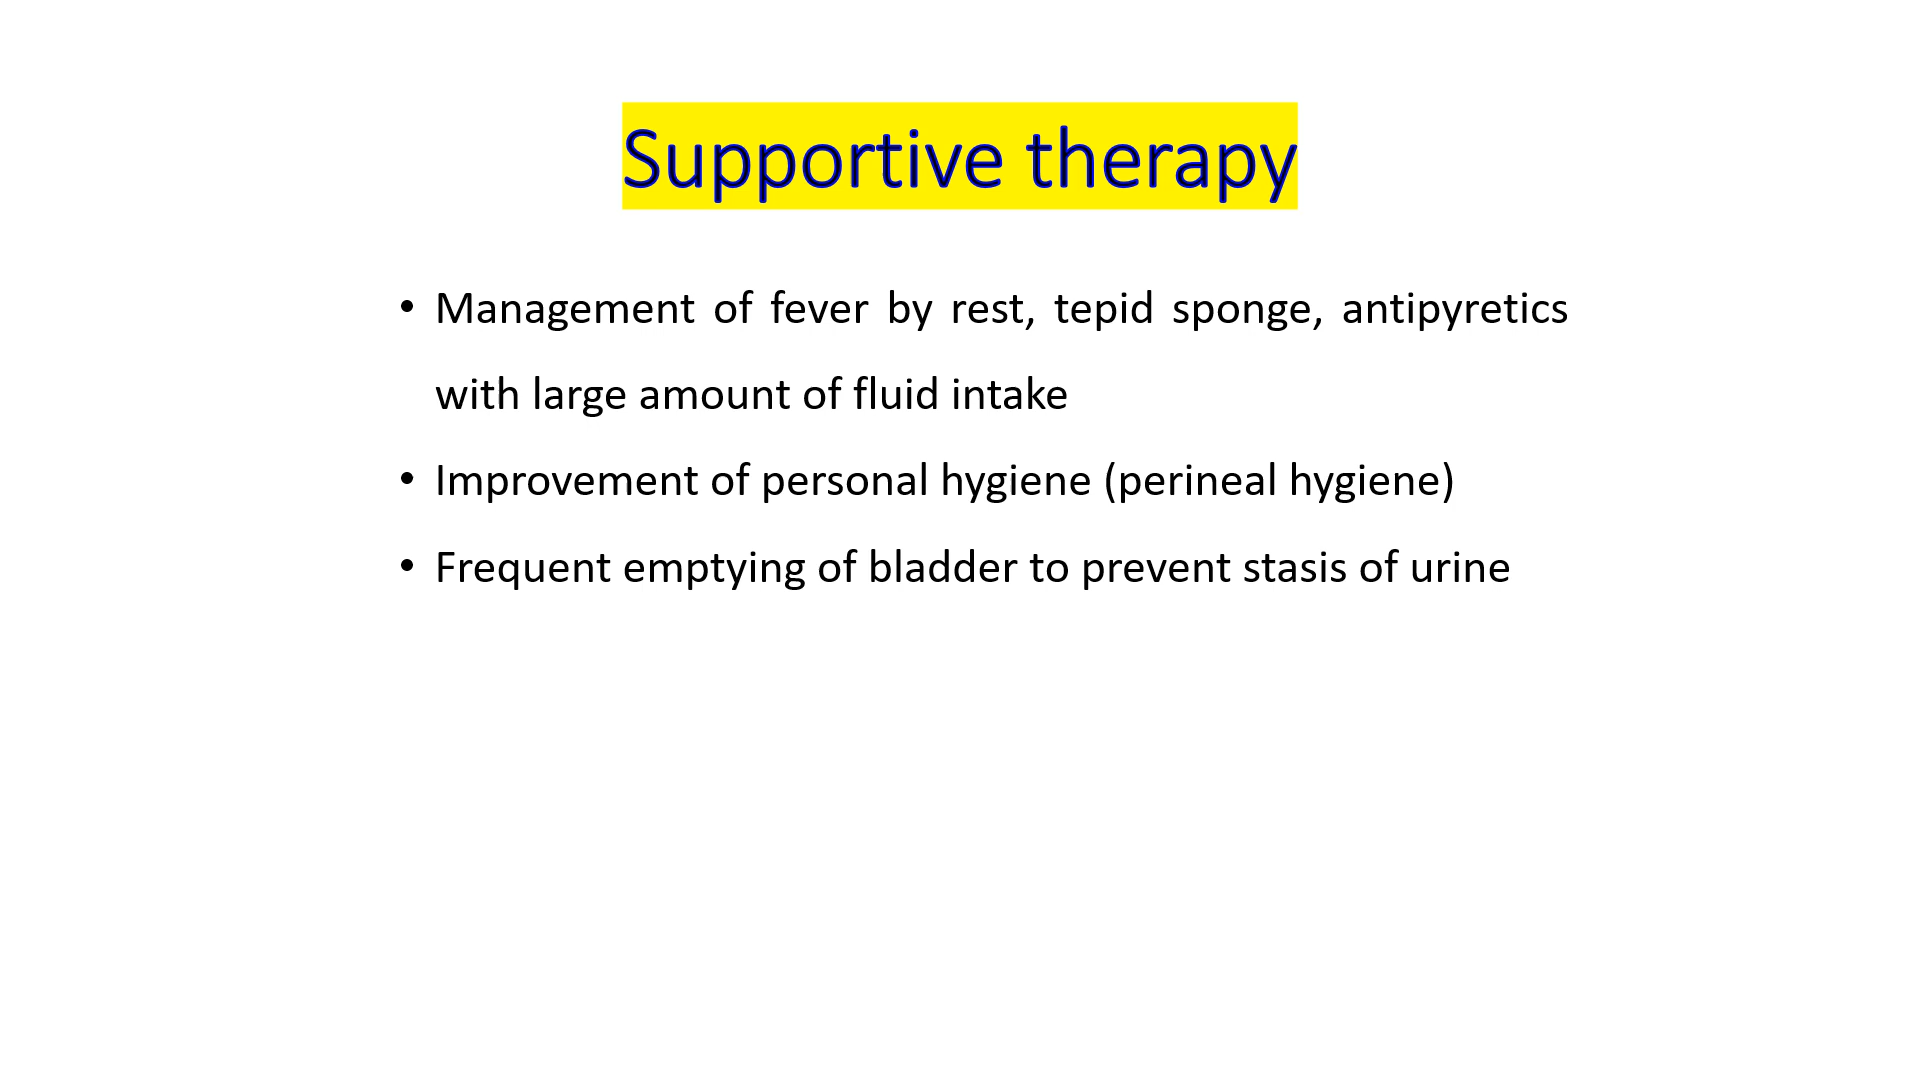 Supportive therapy
• Management of fever by rest, tepid sponge, antipyretics
with large amount of fluid intake
• Improvement of personal hygiene (perineal hygiene)
• Frequent emptying of bladder to prevent stasis of urine